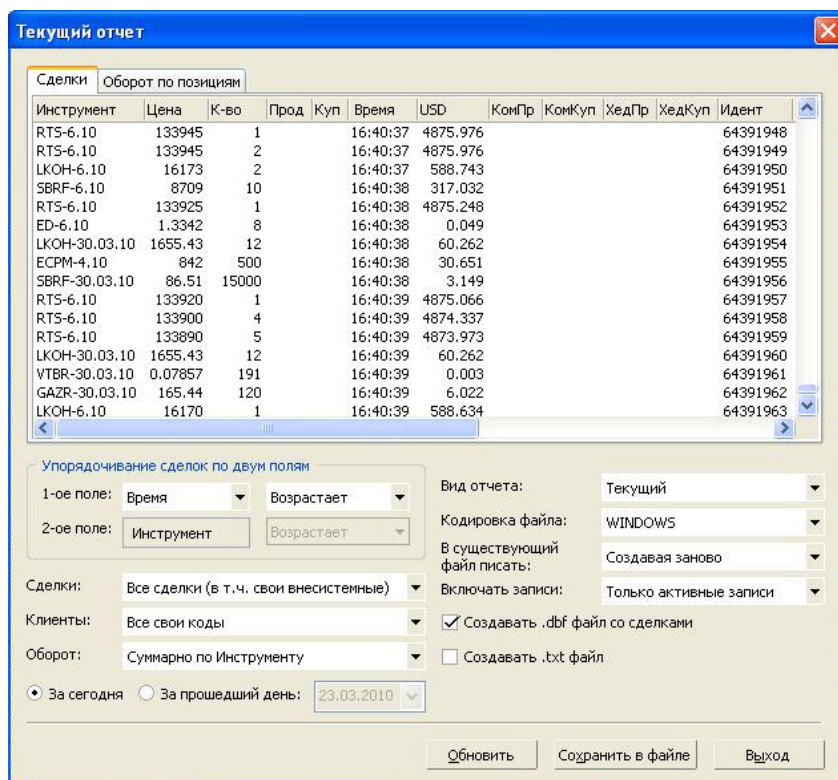 Текущий отчет
Сделки Оборот по позициям
Инструмент Цена К-во Прод Куп Время USD КомПр КомКуп ХедПр ХедКуп Идент
RTS-6.10 133945 1 16:40:37 4875.976 64391948
RTS-6.10 133945 2 16:40:37 4875.976 64391949
LKOH-6.10 16173 2 16:40:37 588.743 64391950
SBRF-6.10 8709 10 16:40:38 317.032 64391951
RTS-6.10 133925 1 16:40:38 4875.248 64391952
ED-6.10 1.3342 8 16:40:38 0.049 64391953
LKOH-30.03.10 1655.43 12 16:40:38 60.262 64391954
ECPM-4.10 842 500 16:40:38 30.651 64391955
SBRF-30.03.10 86.51 15000 16:40:38 3.149 64391956
RTS-6.10 133920 1 16:40:39 4875.066 64391957
RTS-6.10 133900 4 16:40:39 4874.337 64391958
RTS-6.10 133890 5 16:40:39 4873.973 64391959
LKOH-30.03.10 1655.43 12 16:40:39 60.262 64391960
VTBR-30.03.10 0.07857 191 16:40:39 0.003 64391961
GAZR-30.03.10 165.44 120 16:40:39 6.022 64391962
LKOH-6.10 16170 1 16:40:39 588.634 64391963
Упорядочивание сделок по двум полям
1-ое поле: Время Возрастает
2-ое поле: Инструмент Возрастает
Сделки: Все сделки (в т.ч. свои внесистемные)
Клиенты: Все свои коды
Оборот: Суммарно по Инструменту
За сегодня За прошедший день: 23.03.2010
Вид отчета: Текущий
Кодировка файла: WINDOWS
В существующий
файл писать: Создавая заново
Включать записи: Только активные записи
Создавать .dbf файл со сделками
Создавать .txt файл
Обновить Сохранить в файле Выход